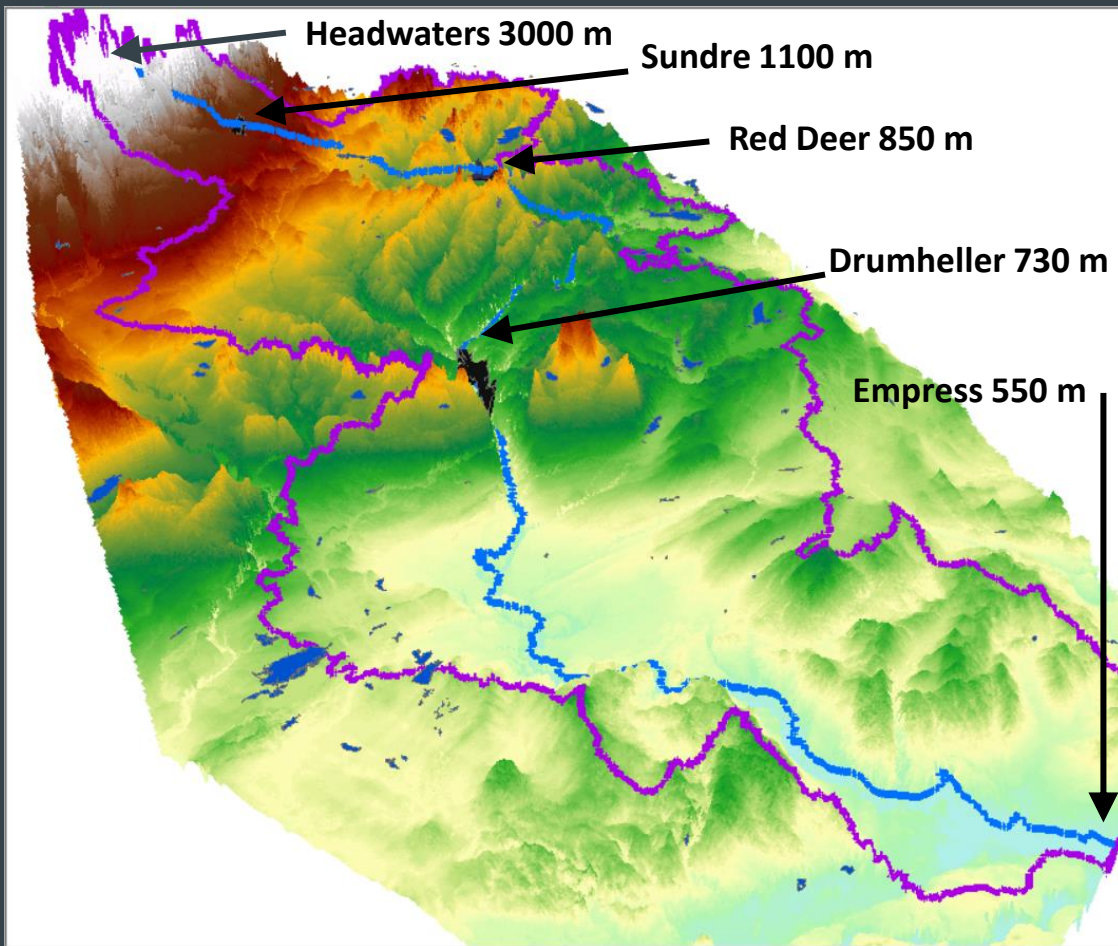 Headwaters 3000 m
Sundre 1100 m
Red Deer 850 m
Drumheller 730 m
Empress 550 m